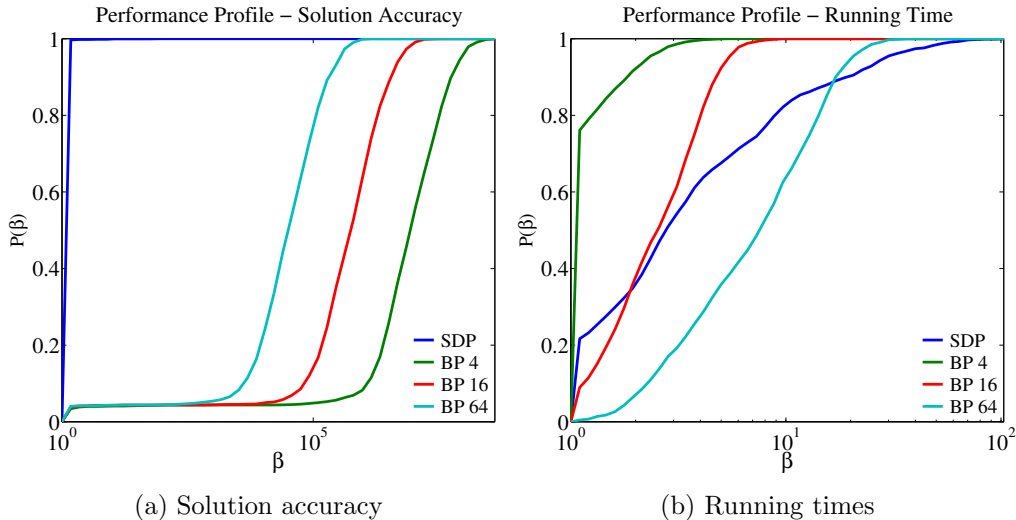 Performance Profile – Solution Accuracy
1
0.8
0.6
0.4
0.2
0
P(β)
10^0
10^5
β
SDP
BP 4
BP 16
BP 64
(a) Solution accuracy
Performance Profile – Running Time
1
0.8
0.6
0.4
0.2
0
P(β)
10^0
10^1
10^2
β
SDP
BP 4
BP 16
BP 64
(b) Running times